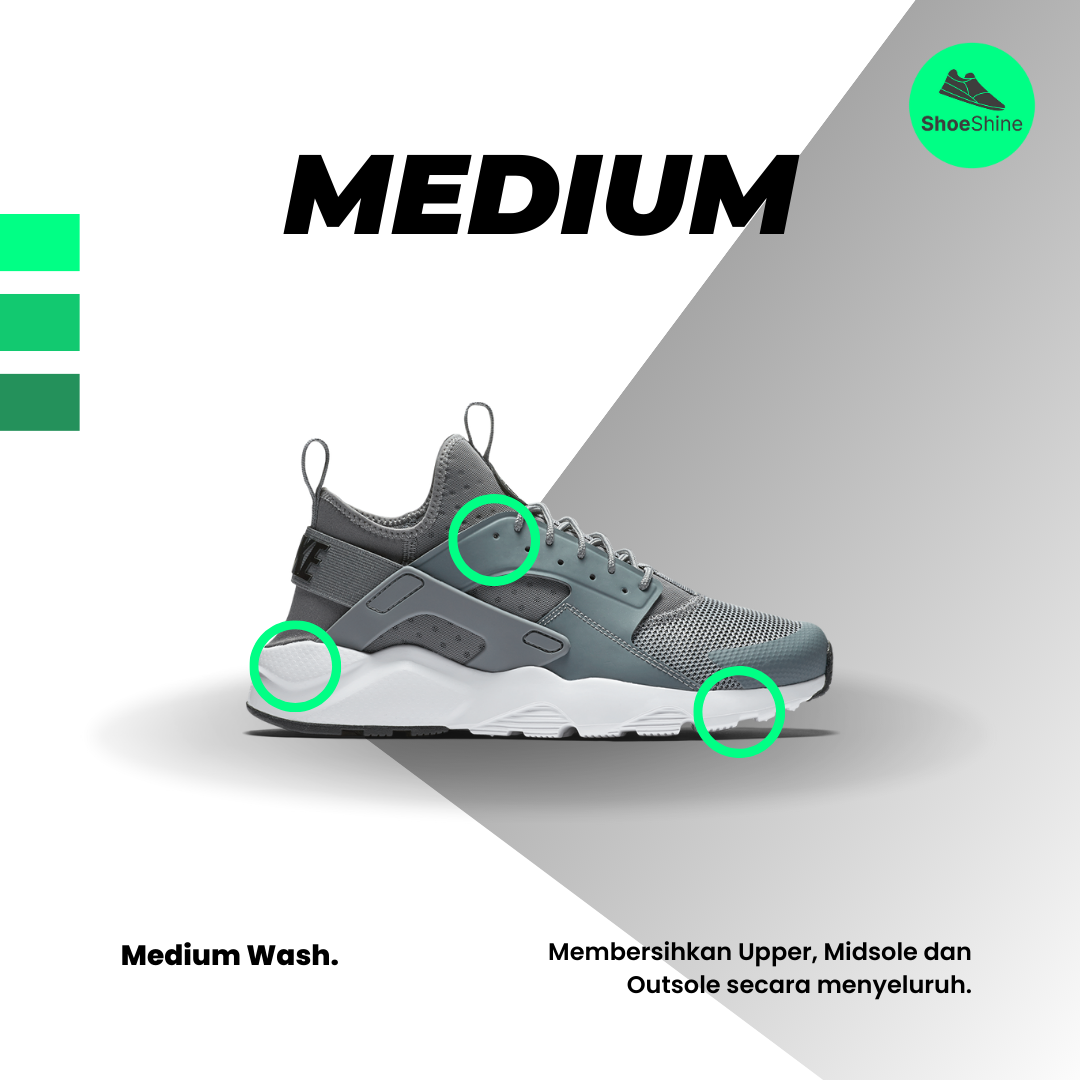 ShoeShine
MEDIUM
Medium Wash.
Membersihkan Upper, Midsole dan
Outsole secara menyeluruh.